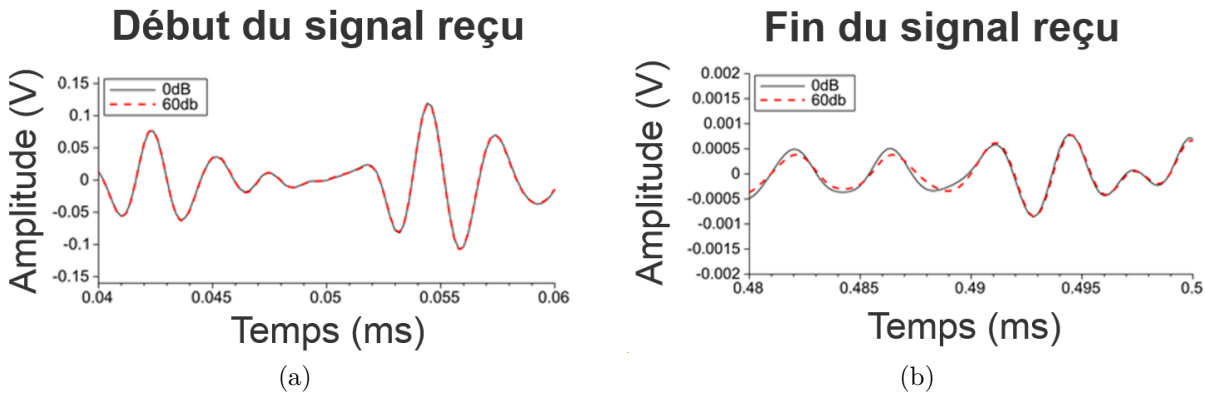 Début du signal reçu
Amplitude (V)
0.15
0.1
0.05
0
-0.05
-0.1
-0.15
0dB
60db
0.04
0.045
0.05
0.055
0.06
Temps (ms)
(a)
Fin du signal reçu
Amplitude (V)
0.002
0.0015
0.001
0.0005
0
-0.0005
-0.001
-0.0015
-0.002
0dB
60db
0.48
0.485
0.49
0.495
0.5
Temps (ms)
(b)